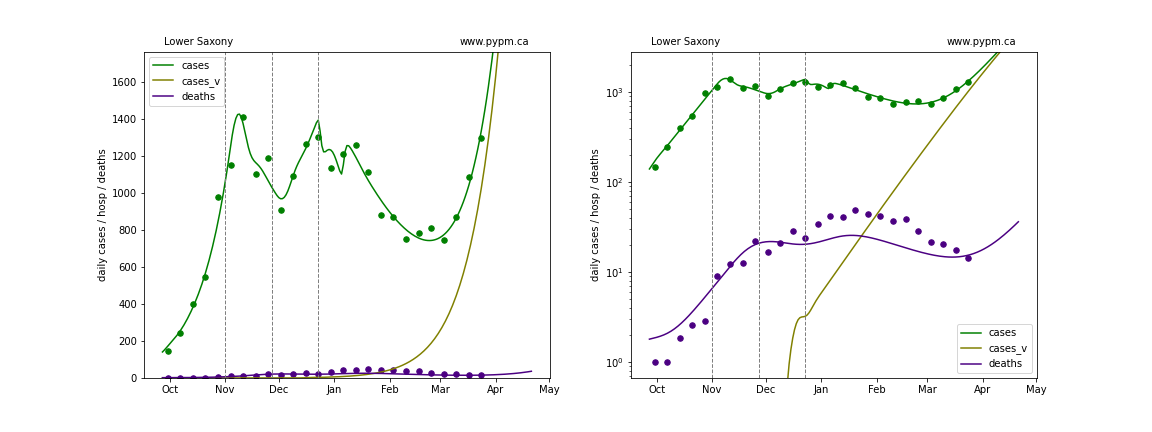 Lower Saxony www.pypm.ca
cases
cases_v
deaths
daily cases / hosp / deaths
1600
1400
1200
1000
800
600
400
200
0
Oct Nov Dec Jan Feb Mar Apr May
Lower Saxony www.pypm.ca
daily cases / hosp / deaths
10³
10²
10¹
10⁰
cases
cases_v
deaths
Oct Nov Dec Jan Feb Mar Apr May